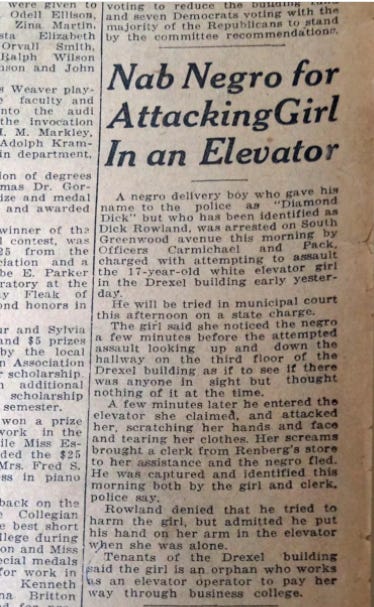 were given to
Odell Ellison,
Zina Martin,
sta Elizabeth
Orvall Smith,
Ralph Wilson
nson and John
s Weaver play-
e faculty and
nto the audi
the invocation
I. M. Markley,
Adolph Kram-
in department,
ion of degrees
mas Dr. Gor-
ize and medal
and awarded
winner of the
l contest, was
25 from the
ciation and a
be E. Parker
ratory at the
y Fleak of
ond honors in
ur and Sylvia
and $5 prizes
by the local
n Association
r scholarship.
n additional
scholarship
semester.
won a prize
work in the
ile Miss Es-
ded the $25
Mrs. Fred S.
ss in piano
back on the
Collegian
e best short
llege during
on and Miss
ecial medals
for work in
Kenneth
na Britton
voting to reduce the
and seven Democrats voting with the
majority of the Republicans to stand
by the committee recommendations.
Nab Negro for
Attacking Girl
In an Elevator
A negro delivery boy who gave his
name to the police as "Diamond
Dick" but who has been identified as
Dick Rowland, was arrested on South
Greenwood avenue this morning by
Officers Carmichael and Pack,
charged with attempting to assault
the 17-year-old white elevator girl
in the Drexel building early yester-
day.
He will be tried in municipal court
this afternoon on a state charge.
The girl said she noticed the negro
a few minutes before the attempted
assault looking up and down the
hallway on the third floor of the
Drexel building as if to see if there
was anyone in sight but thought
nothing of it at the time.
A few minutes later he entered the
elevator she claimed, and attacked
her, scratching her hands and face
and tearing her clothes. Her screams
brought a clerk from Renberg's store
to her assistance and the negro fled.
He was captured and identified this
morning both by the girl and clerk,
police say.
Rowland denied that he tried to
harm the girl, but admitted he put
his hand on her arm in the elevator
when she was alone.
Tenants of the Drexel building
said the girl is an orphan who works
as an elevator operator to pay her
way through business college.